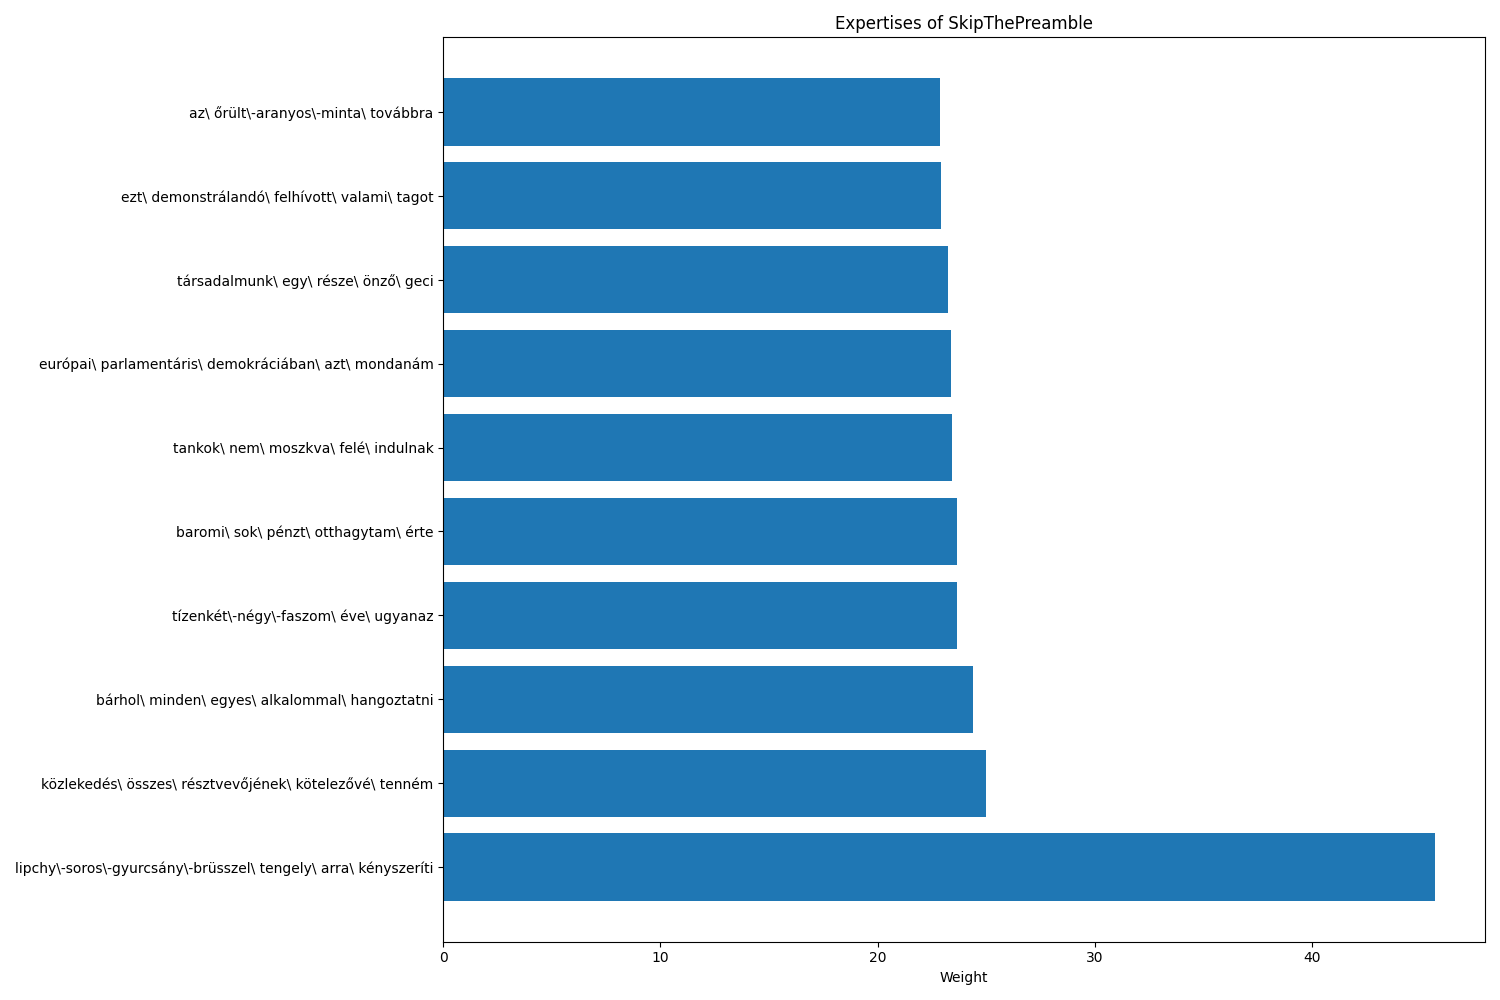 Expertises of SkipThePreamble
az\ őrült\-aranyos\-minta\ továbbra
ezt\ demonstrálandó\ felhívott\ valami\ tagot
társadalmunk\ egy\ része\ önző\ geci
európai\ parlamentáris\ demokráciában\ azt\ mondanám
tankok\ nem\ moszkva\ felé\ indulnak
baromi\ sok\ pénzt\ otthagytam\ érte
tízenkét\-négy\-faszom\ éve\ ugyanaz
bárhol\ minden\ egyes\ alkalommal\ hangoztatni
közlekedés\ összes\ résztvevőjének\ kötelezővé\ tenném
lipchy\-soros\-gyurcsány\-brüsszel\ tengely\ arra\ kényszeríti
0 10 20 30 40
Weight